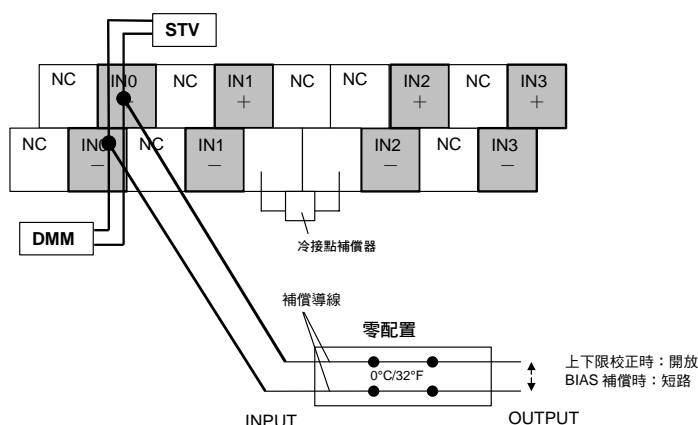 STV
NC IN0 + NC IN1 + NC NC IN2 + NC IN3 +
NC IN0 － NC IN1 － IN2 － NC IN3 －
DMM
冷接點補償器
補償導線
零配置
0°C/32°F
上下限校正時：開放
BIAS 補償時：短路
INPUT
OUTPUT